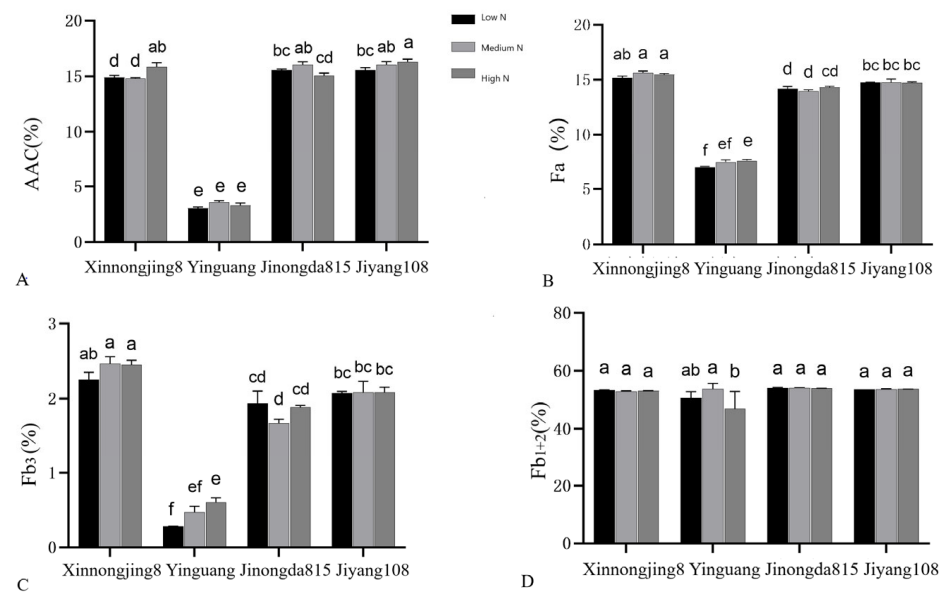 20
15
10
5
0
AAC(%)
d d ab
e e e
bc ab cd
bc ab a
Xinnongjing8 Yinguang Jinongda815 Jiyang108
A
Low N
Medium N
High N
20
15
10
5
0
Fa (%)
ab a a
f ef e
d d cd
bc bc bc
Xinnongjing8 Yinguang Jinongda815 Jiyang108
B
3
2
1
0
Fb3(%)
ab a a
f ef e
cd d cd
bc bc bc
Xinnongjing8 Yinguang Jinongda815 Jiyang108
C
80
60
40
20
0
Fb1+2(%)
a a a
ab a b
a a a
a a a
Xinnongjing8 Yinguang Jinongda815 Jiyang108
D